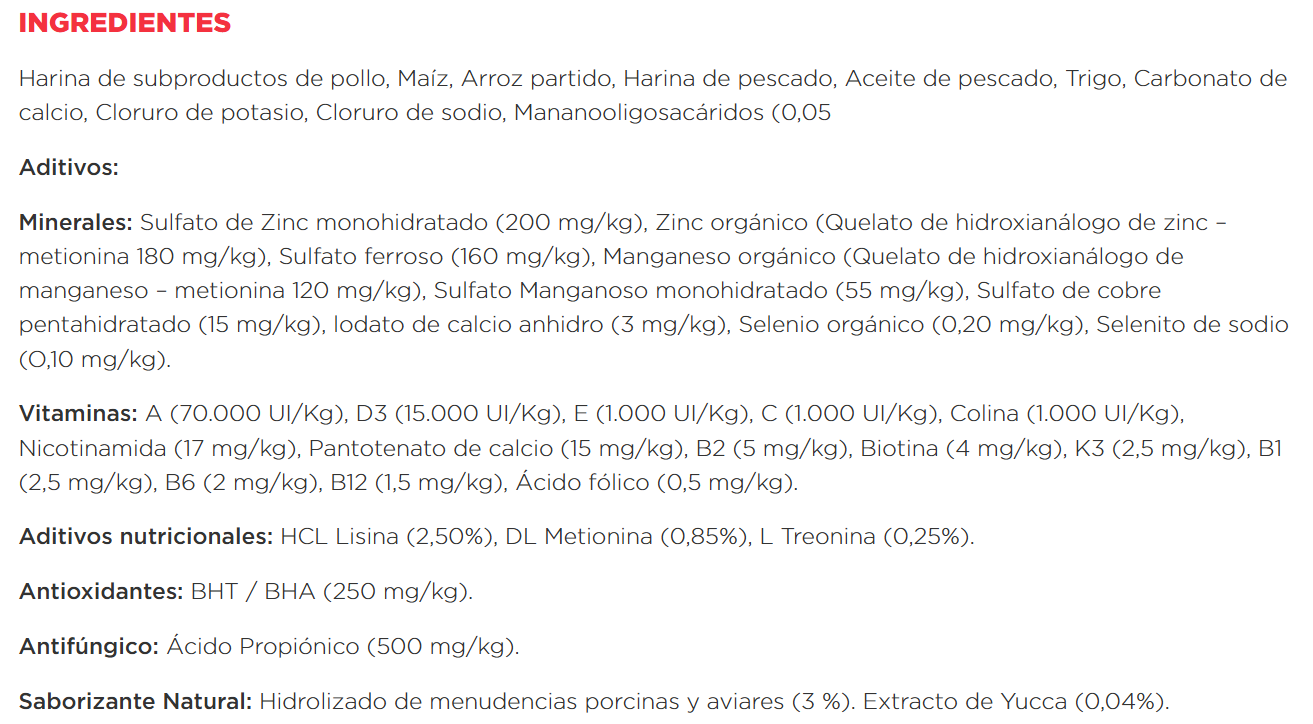 INGREDIENTES
Harina de subproductos de pollo, Maíz, Arroz partido, Harina de pescado, Aceite de pescado, Trigo, Carbonato de
calcio, Cloruro de potasio, Cloruro de sodio, Mananooligosacáridos (0,05
Aditivos:
Minerales: Sulfato de Zinc monohidratado (200 mg/kg), Zinc orgánico (Quelato de hidroxianálogo de zinc –
metionina 180 mg/kg), Sulfato ferroso (160 mg/kg), Manganeso orgánico (Quelato de hidroxianálogo de
manganeso – metionina 120 mg/kg), Sulfato Manganoso monohidratado (55 mg/kg), Sulfato de cobre
pentahidratado (15 mg/kg), lodato de calcio anhidro (3 mg/kg), Selenio orgánico (0,20 mg/kg), Selenito de sodio
(O,10 mg/kg).
Vitaminas: A (70.000 UI/Kg), D3 (15.000 UI/Kg), E (1.000 UI/Kg), C (1.000 UI/Kg), Colina (1.000 UI/Kg),
Nicotinamida (17 mg/kg), Pantotenato de calcio (15 mg/kg), B2 (5 mg/kg), Biotina (4 mg/kg), K3 (2,5 mg/kg), B1
(2,5 mg/kg), B6 (2 mg/kg), B12 (1,5 mg/kg), Ácido fólico (0,5 mg/kg).
Aditivos nutricionales: HCL Lisina (2,50%), DL Metionina (0,85%), L Treonina (0,25%).
Antioxidantes: BHT / BHA (250 mg/kg).
Antifúngico: Ácido Propiónico (500 mg/kg).
Saborizante Natural: Hidrolizado de menudencias porcinas y aviares (3 %). Extracto de Yucca (0,04%).